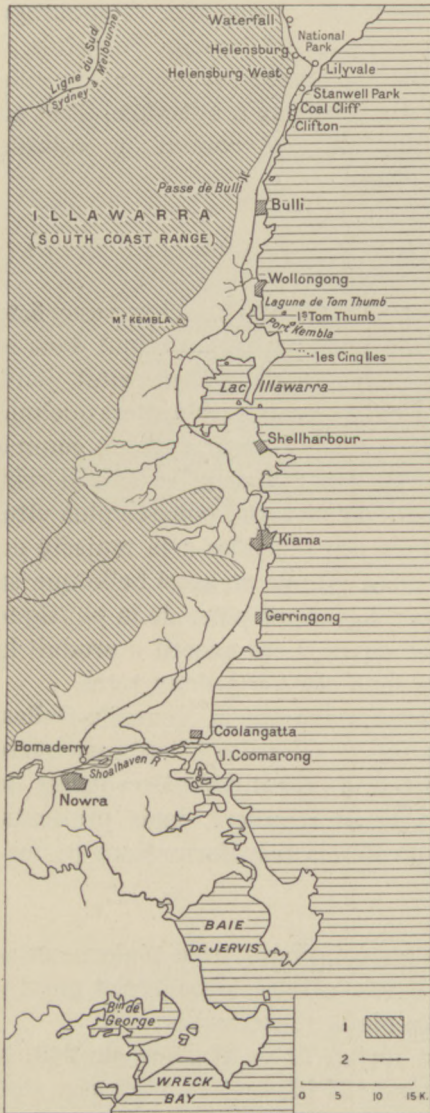 Waterfall
National
Park
Helensburg
Lilyvale
Helensburg West
Stanwell Park
Coal Cliff
Clifton
Ligne du Sud
(Sydney à Melbourne)
Passe de Bulli
Bulli
ILLAWARRA
(SOUTH COAST RANGE)
Wollongong
Lagune de Tom Thumb
Iˢ Tom Thumb
Port Kembla
Mᵗ KEMBLA
les Cinq Iles
Lac Illawarra
Shellharbour
Kiama
Gerringong
Coolangatta
Bomaderry
I. Coomarong
Shoalhaven R
Nowra
BAIE
DE JERVIS
Bⁱⁿ de
George
WRECK
BAY
1
2
0 5 10 15 K.